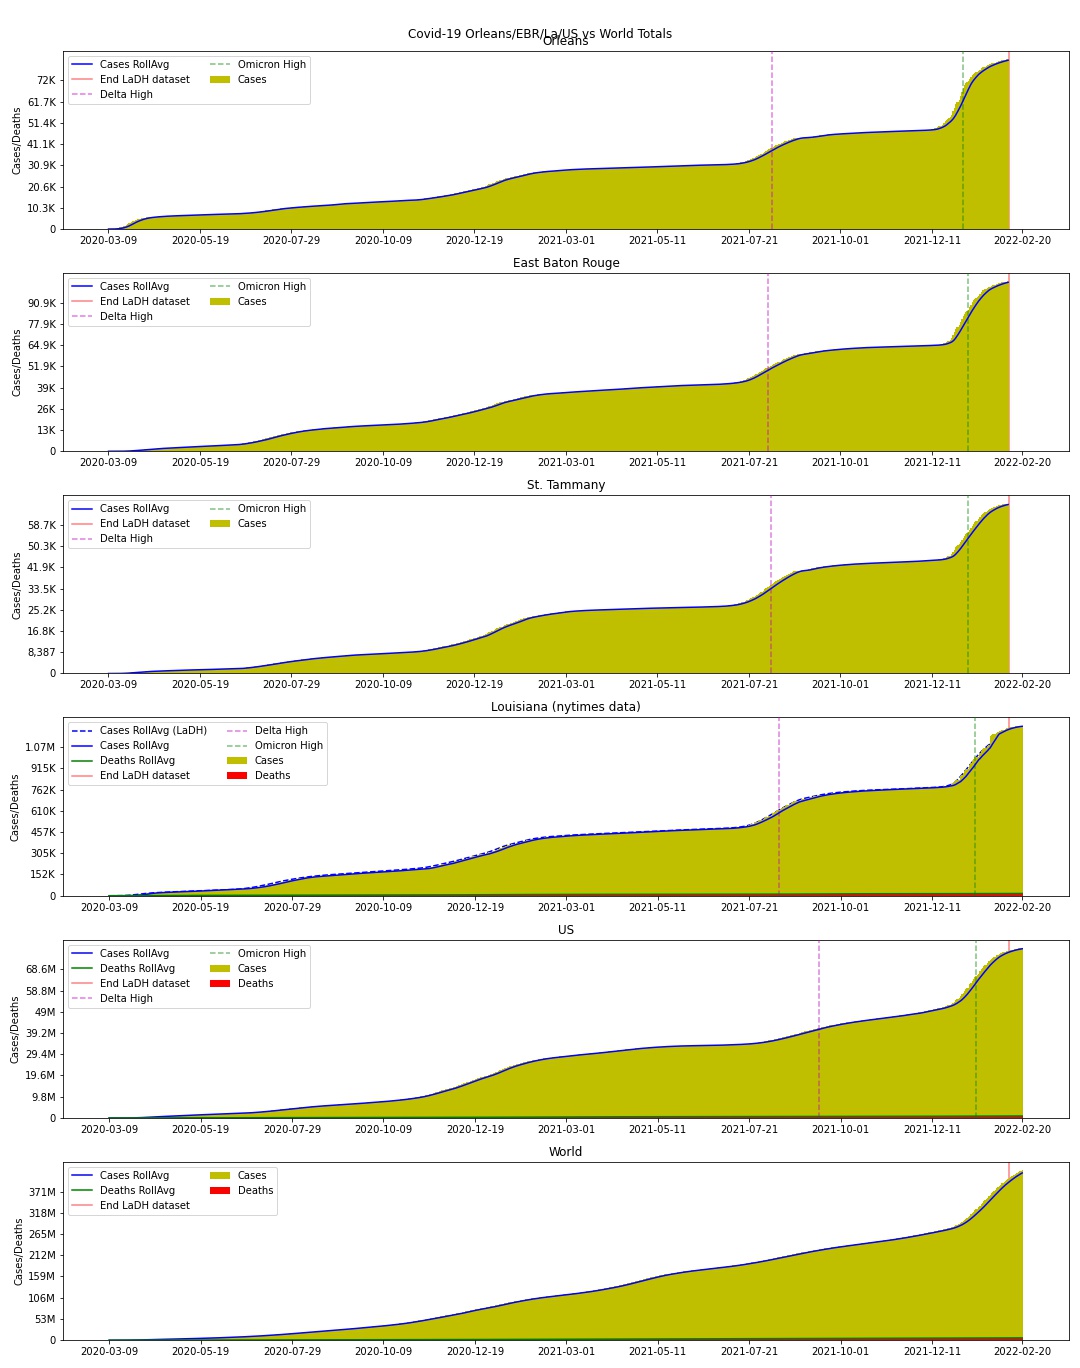 Covid-19 Orleans/EBR/La/US vs World Totals
Orleans
Cases RollAvg
End LaDH dataset
Delta High
Omicron High
Cases
Cases/Deaths
72K
61.7K
51.4K
41.1K
30.9K
20.6K
10.3K
0
2020-03-09 2020-05-19 2020-07-29 2020-10-09 2020-12-19 2021-03-01 2021-05-11 2021-07-21 2021-10-01 2021-12-11 2022-02-20
East Baton Rouge
Cases RollAvg
End LaDH dataset
Delta High
Omicron High
Cases
Cases/Deaths
90.9K
77.9K
64.9K
51.9K
39K
26K
13K
0
2020-03-09 2020-05-19 2020-07-29 2020-10-09 2020-12-19 2021-03-01 2021-05-11 2021-07-21 2021-10-01 2021-12-11 2022-02-20
St. Tammany
Cases RollAvg
End LaDH dataset
Delta High
Omicron High
Cases
Cases/Deaths
58.7K
50.3K
41.9K
33.5K
25.2K
16.8K
8,387
0
2020-03-09 2020-05-19 2020-07-29 2020-10-09 2020-12-19 2021-03-01 2021-05-11 2021-07-21 2021-10-01 2021-12-11 2022-02-20
Louisiana (nytimes data)
Cases RollAvg (LaDH)
Cases RollAvg
Deaths RollAvg
End LaDH dataset
Delta High
Omicron High
Cases
Deaths
Cases/Deaths
1.07M
915K
762K
610K
457K
305K
152K
0
2020-03-09 2020-05-19 2020-07-29 2020-10-09 2020-12-19 2021-03-01 2021-05-11 2021-07-21 2021-10-01 2021-12-11 2022-02-20
US
Cases RollAvg
Deaths RollAvg
End LaDH dataset
Delta High
Omicron High
Cases
Deaths
Cases/Deaths
68.6M
58.8M
49M
39.2M
29.4M
19.6M
9.8M
0
2020-03-09 2020-05-19 2020-07-29 2020-10-09 2020-12-19 2021-03-01 2021-05-11 2021-07-21 2021-10-01 2021-12-11 2022-02-20
World
Cases RollAvg
Deaths RollAvg
End LaDH dataset
Cases
Deaths
Cases/Deaths
371M
318M
265M
212M
159M
106M
53M
0
2020-03-09 2020-05-19 2020-07-29 2020-10-09 2020-12-19 2021-03-01 2021-05-11 2021-07-21 2021-10-01 2021-12-11 2022-02-20